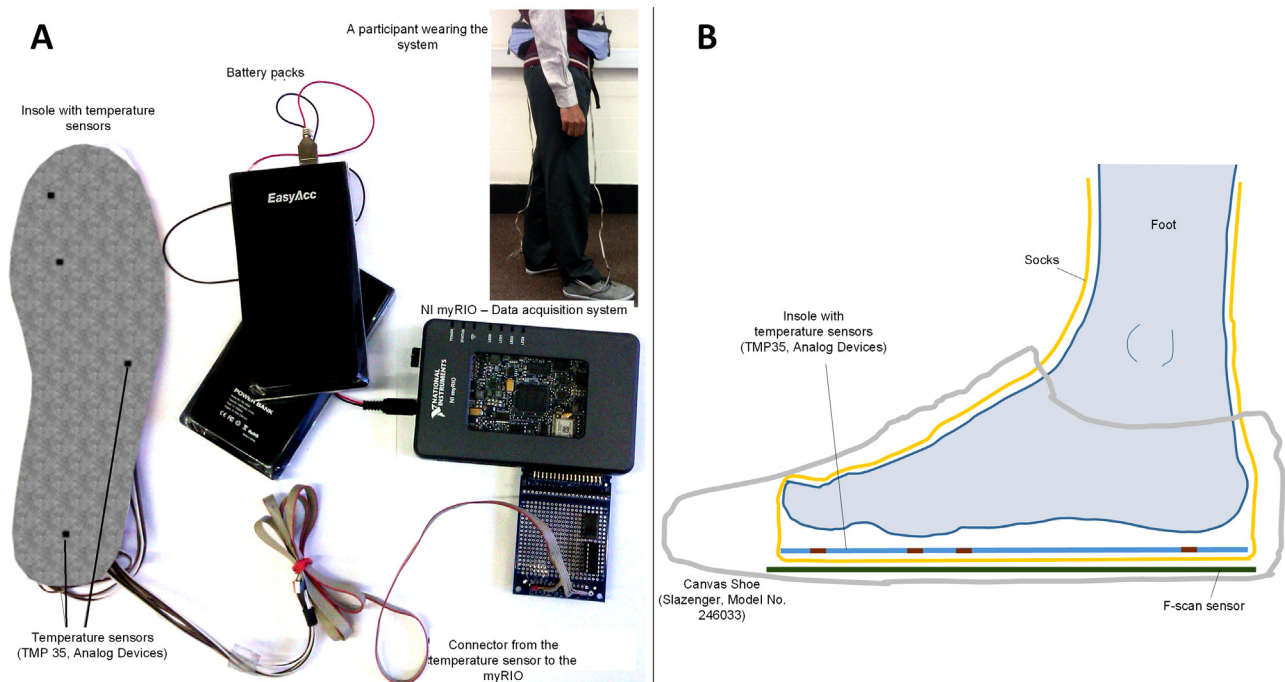 A
A participant wearing the
system
Battery packs
Insole with temperature
sensors
EasyAcc
POWER BANK
NI myRIO – Data acquisition system
NATIONAL
INSTRUMENTS
NI myRIO
Temperature sensors
(TMP 35, Analog Devices)
Connector from the
temperature sensor to the
myRIO
B
Foot
Socks
Insole with
temperature sensors
(TMP35, Analog Devices)
Canvas Shoe
(Slazenger, Model No.
246033)
F-scan sensor